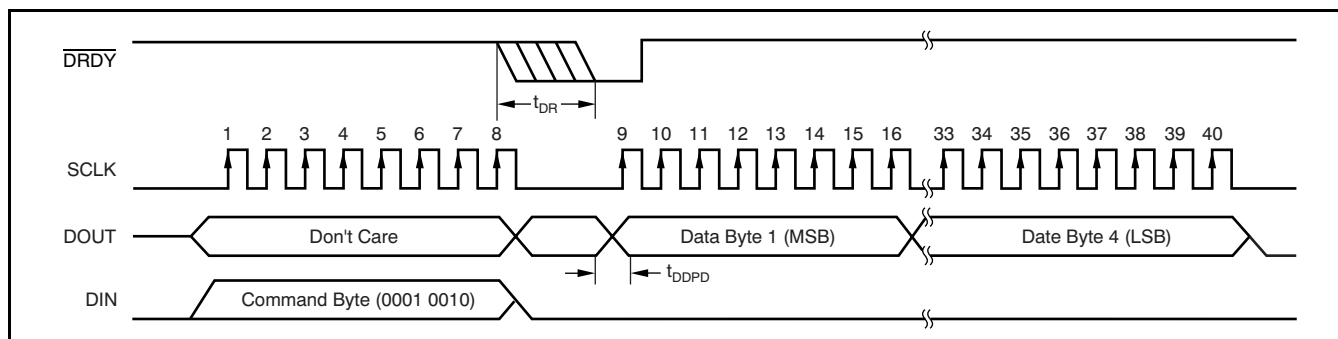 DRDY
tDR
1 2 3 4 5 6 7 8 9 10 11 12 13 14 15 16 33 34 35 36 37 38 39 40
SCLK
DOUT Don't Care Data Byte 1 (MSB) Date Byte 4 (LSB)
tDDPD
DIN Command Byte (0001 0010)